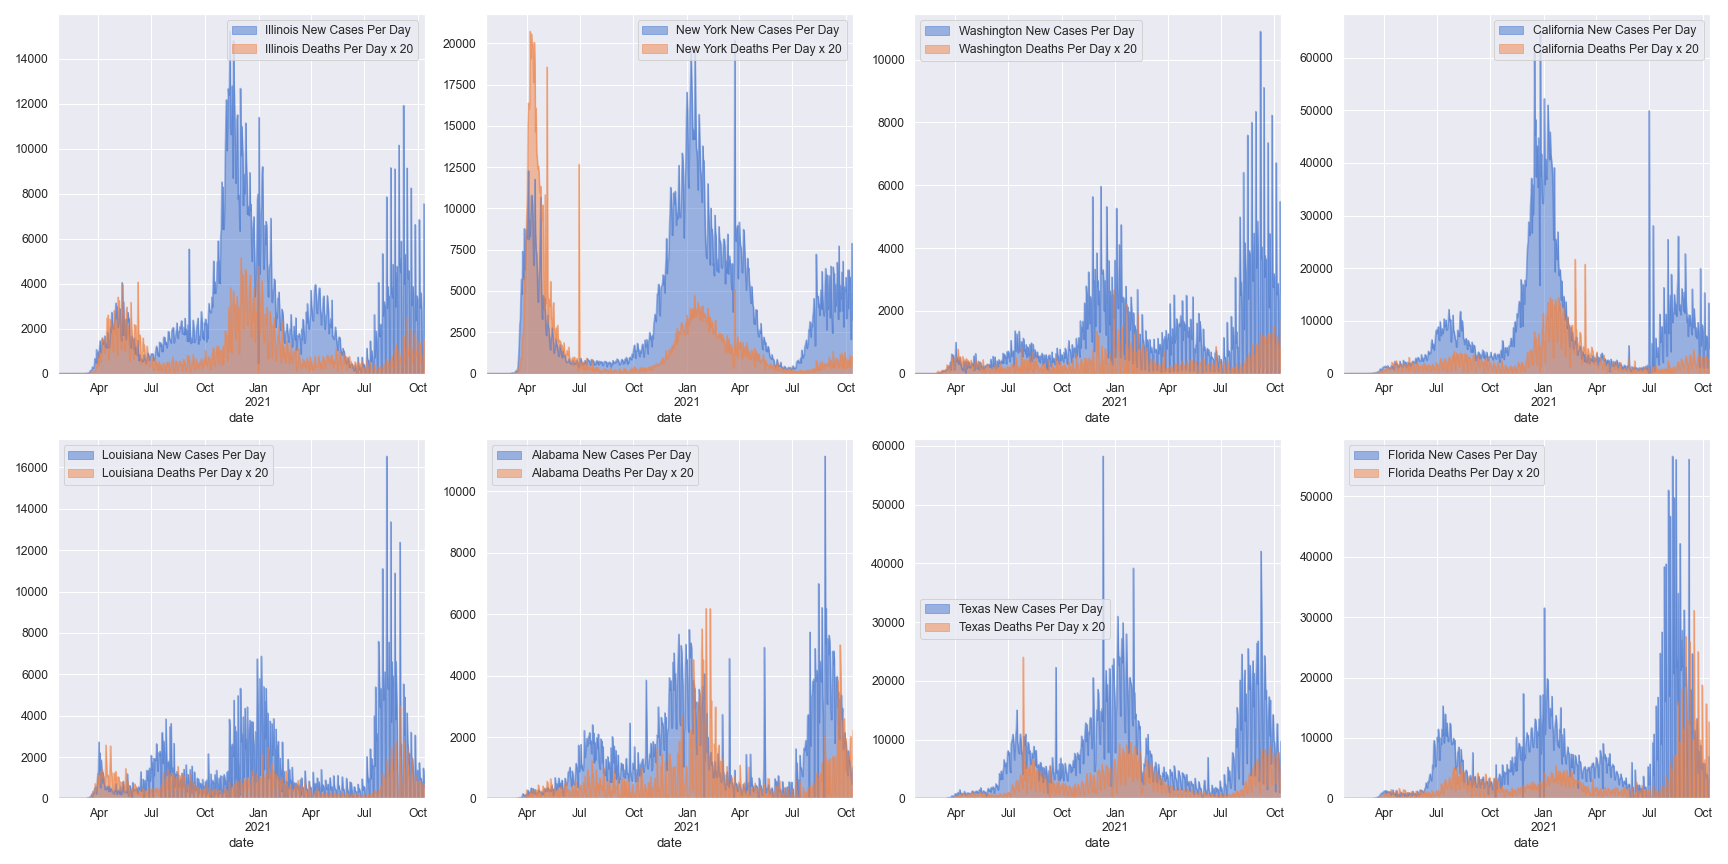 Illinois New Cases Per Day
Illinois Deaths Per Day x 20
14000
12000
10000
8000
6000
4000
2000
0
Apr Jul Oct Jan Apr Jul Oct
2021
date
New York New Cases Per Day
New York Deaths Per Day x 20
20000
17500
15000
12500
10000
7500
5000
2500
0
Apr Jul Oct Jan Apr Jul Oct
2021
date
Washington New Cases Per Day
Washington Deaths Per Day x 20
10000
8000
6000
4000
2000
0
Apr Jul Oct Jan Apr Jul Oct
2021
date
California New Cases Per Day
California Deaths Per Day x 20
60000
50000
40000
30000
20000
10000
0
Apr Jul Oct Jan Apr Jul Oct
2021
date
Louisiana New Cases Per Day
Louisiana Deaths Per Day x 20
16000
14000
12000
10000
8000
6000
4000
2000
0
Apr Jul Oct Jan Apr Jul Oct
2021
date
Alabama New Cases Per Day
Alabama Deaths Per Day x 20
10000
8000
6000
4000
2000
0
Apr Jul Oct Jan Apr Jul Oct
2021
date
60000
50000
40000
30000
Texas New Cases Per Day
Texas Deaths Per Day x 20
20000
10000
0
Apr Jul Oct Jan Apr Jul Oct
2021
date
Florida New Cases Per Day
Florida Deaths Per Day x 20
50000
40000
30000
20000
10000
0
Apr Jul Oct Jan Apr Jul Oct
2021
date